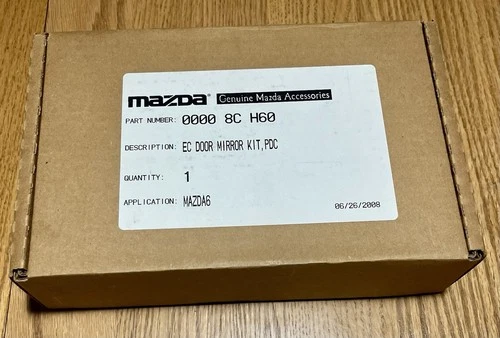 mazda Genuine Mazda Accessories
PART NUMBER: 0000 8C H60
DESCRIPTION: EC DOOR MIRROR KIT,PDC
QUANTITY: 1
APPLICATION: MAZDA6
06/26/2008